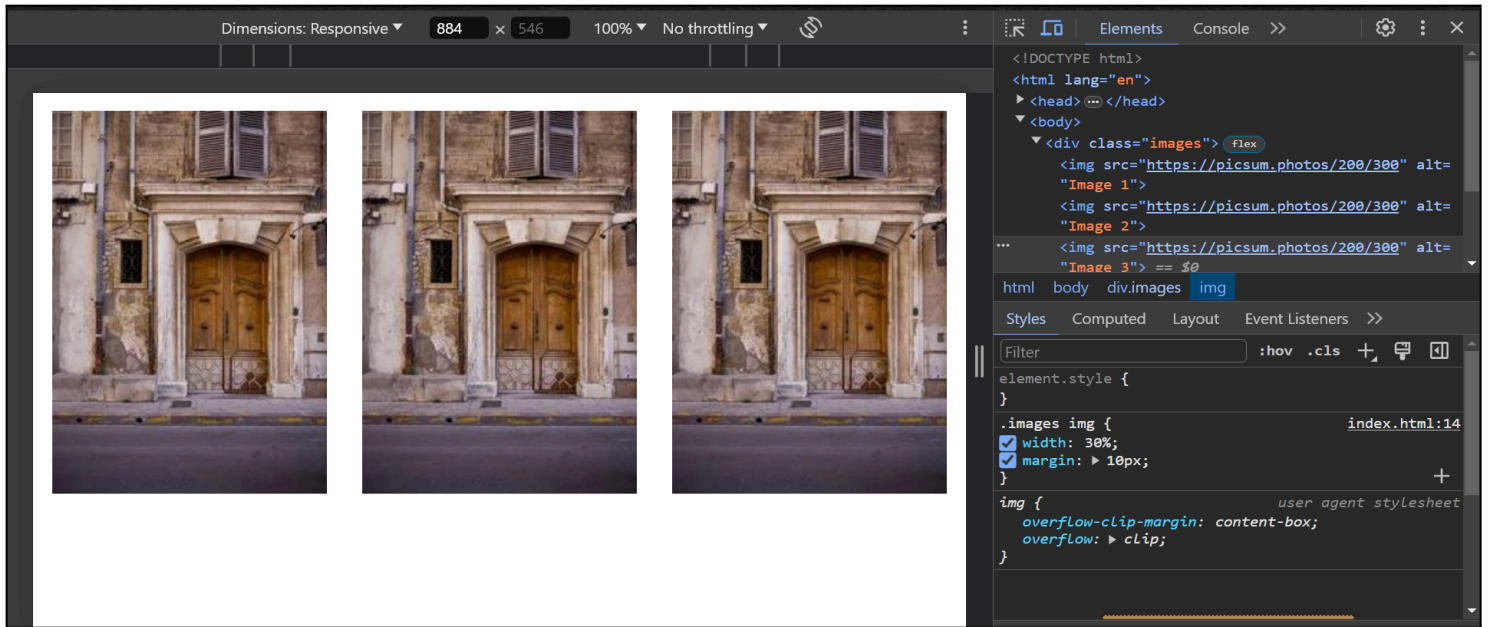 Dimensions: Responsive 884 × 546 100% No throttling
Elements Console
<!DOCTYPE html>
<html lang="en">
<head> ⋯ </head>
<body>
<div class="images"> flex
<img src="https://picsum.photos/200/300" alt=
"Image 1">
<img src="https://picsum.photos/200/300" alt=
"Image 2">
<img src="https://picsum.photos/200/300" alt=
"Image 3"> == $0
html body div.images img
Styles Computed Layout Event Listeners
Filter :hov .cls
element.style {
}
.images img { index.html:14
width: 30%;
margin: 10px;
}
img { user agent stylesheet
overflow-clip-margin: content-box;
overflow: clip;
}